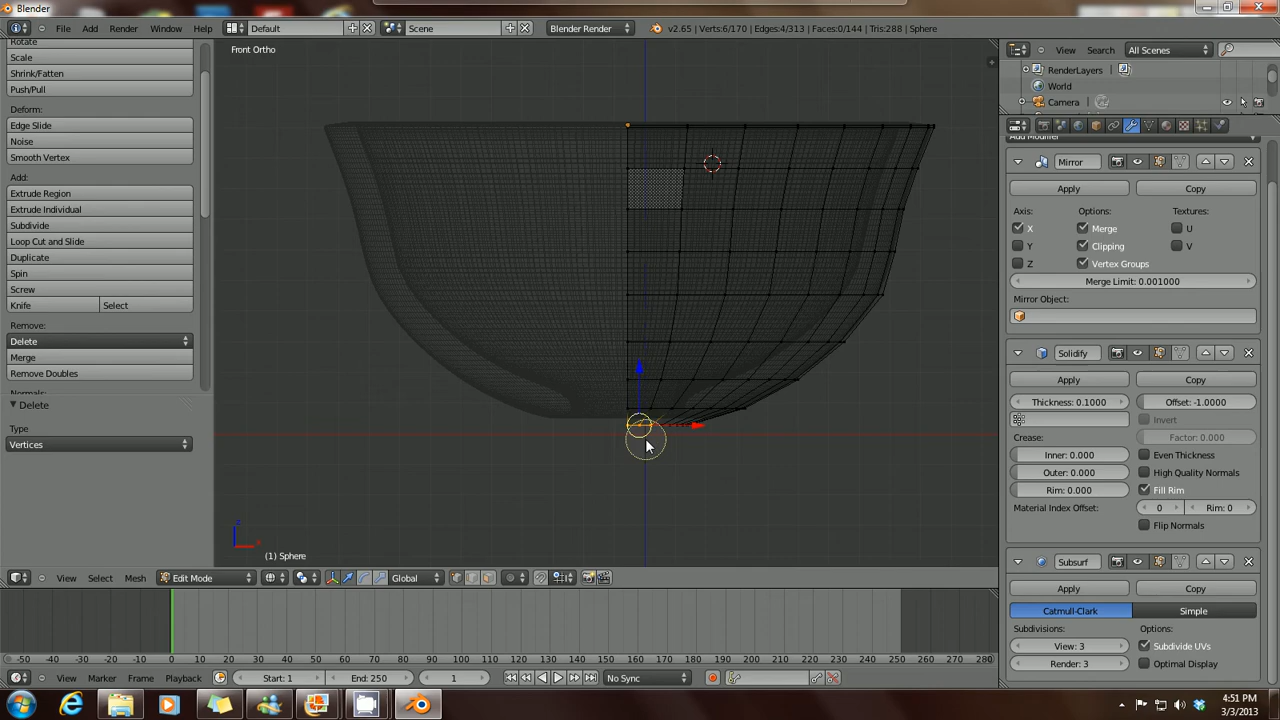 Blender
File Add Render Window Help Default Scene Blender Render v2.65 | Verts:6/170 | Edges:4/313 | Faces:0/144 | Tris:288 | Sphere
Rotate
Scale
Shrink/Fatten
Push/Pull
Deform:
Edge Slide
Noise
Smooth Vertex
Add:
Extrude Region
Extrude Individual
Subdivide
Loop Cut and Slide
Duplicate
Spin
Screw
Knife Select
Remove:
Delete
Merge
Remove Doubles
Normals:
Delete
Type
Vertices
Front Ortho
z
x
(1) Sphere
View Select Mesh Edit Mode Global
View Search All Scenes
RenderLayers
World
Camera
Add Modifier
Mirror
Apply Copy
Axis: Options: Textures:
X Merge U
Y Clipping V
Z Vertex Groups
Merge Limit: 0.001000
Mirror Object:
Solidify
Apply Copy
Thickness: 0.1000 Offset: -1.0000
Invert
Crease: Factor: 0.000
Inner: 0.000 Even Thickness
Outer: 0.000 High Quality Normals
Rim: 0.000 Fill Rim
Material Index Offset: 0 Rim: 0
Flip Normals
Subsurf
Apply Copy
Catmull-Clark Simple
Subdivisions: Options:
View: 3 Subdivide UVs
Render: 3 Optimal Display
-50 -40 -30 -20 -10 0 10 20 30 40 50 60 70 80 90 100 110 120 130 140 150 160 170 180 190 200 210 220 230 240 250 260 270 280
View Marker Frame Playback Start: 1 End: 250 1 No Sync
4:51 PM
3/3/2013